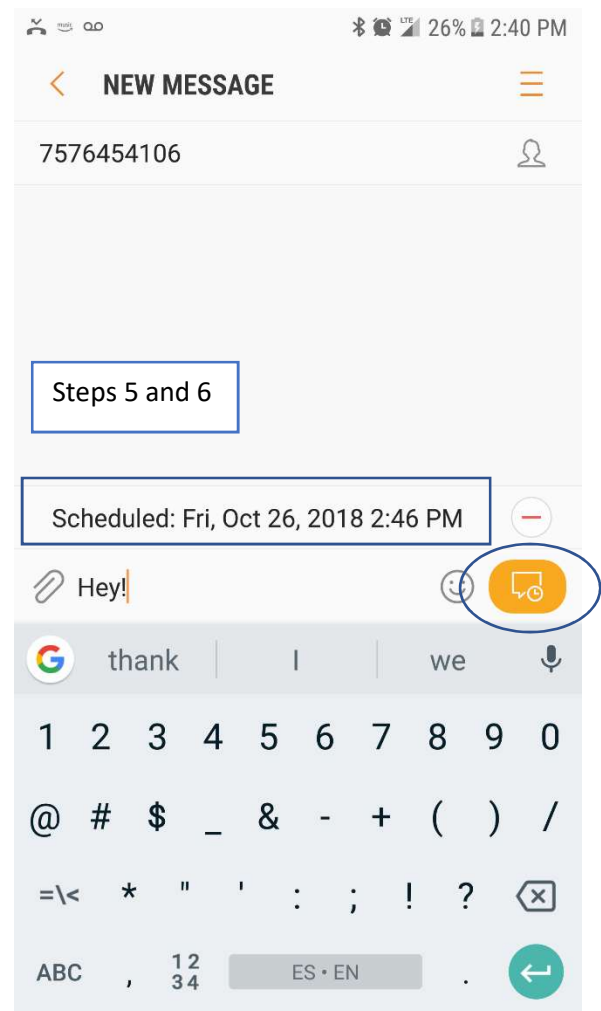 LTE 26% 2:40 PM
NEW MESSAGE
7576454106
Steps 5 and 6
Scheduled: Fri, Oct 26, 2018 2:46 PM
Hey!
G thank I we
1 2 3 4 5 6 7 8 9 0
@ # $ _ & - + ( ) /
=\< * " ' : ; ! ?
ABC , 1 2 3 4 ES • EN .